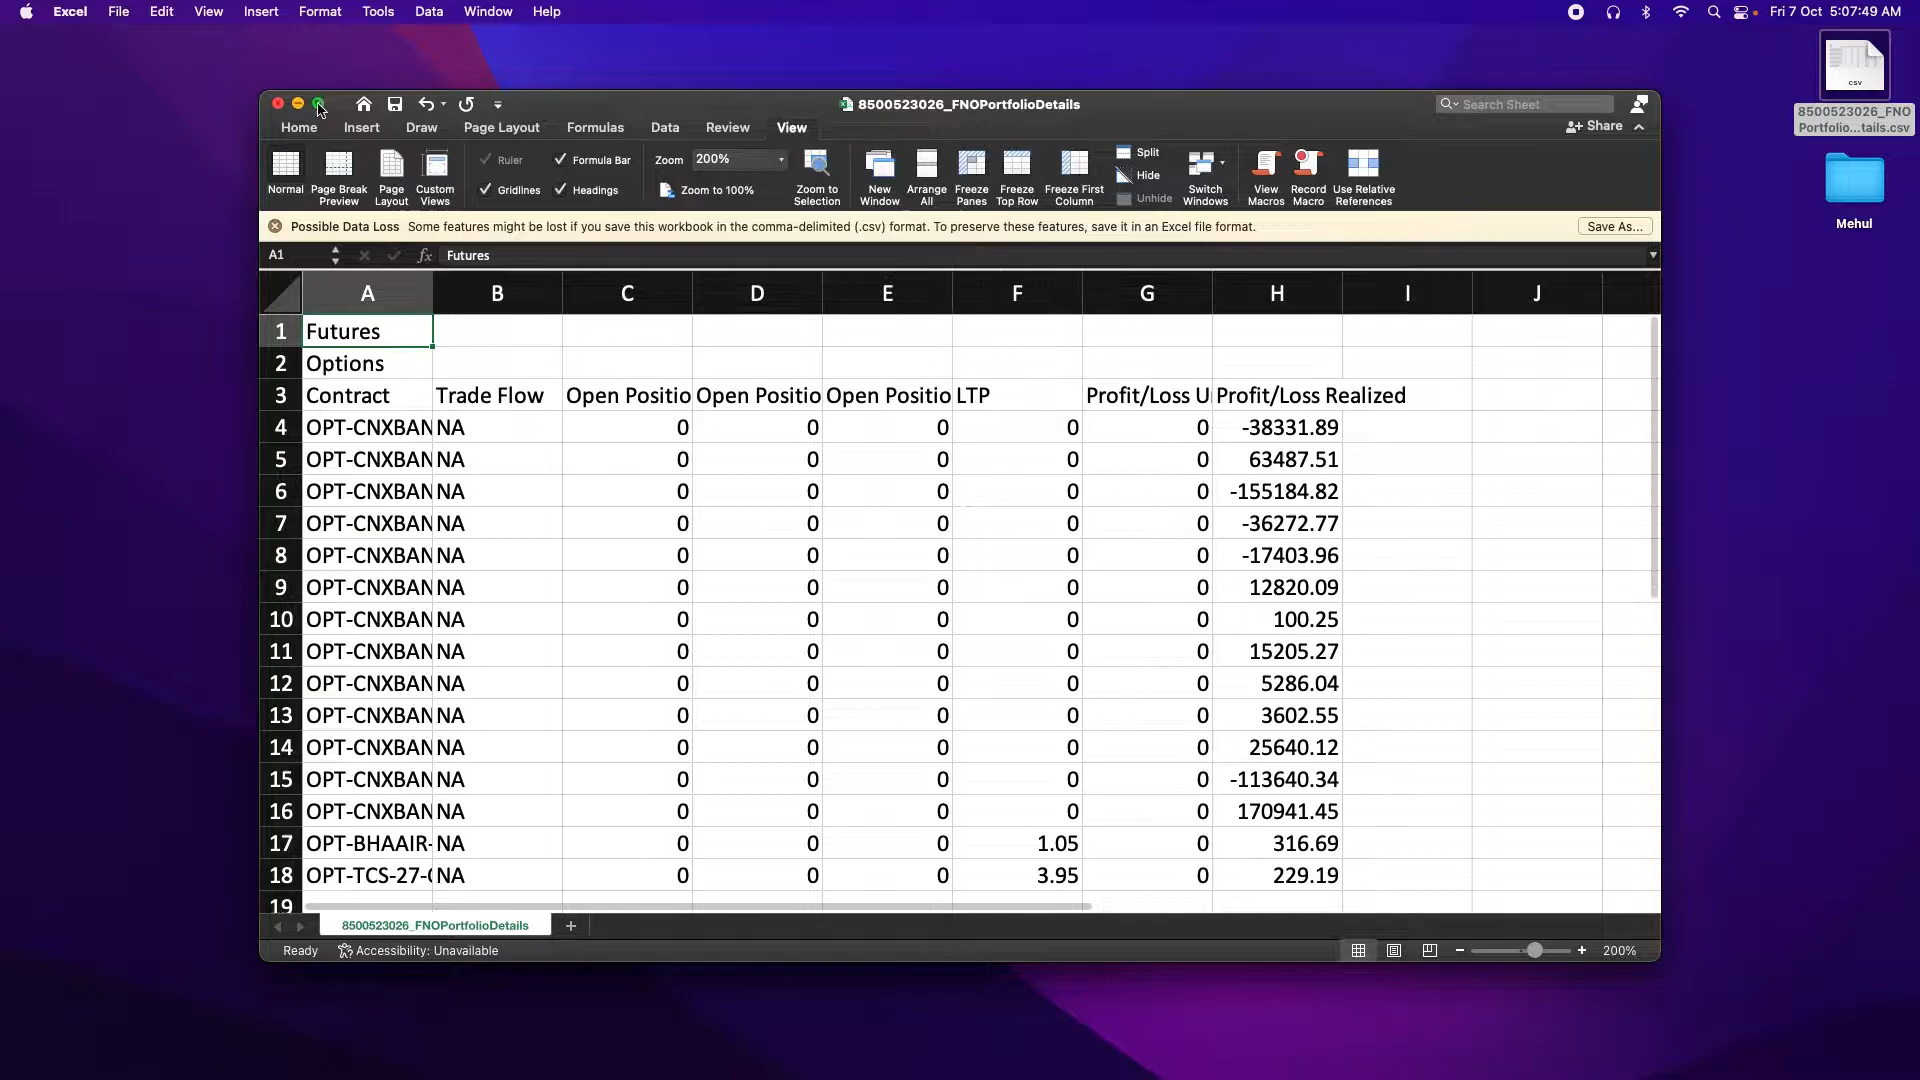 Excel File Edit View Insert Format Tools Data Window Help Fri 7 Oct 5:07:49 AM
8500523026_FNOPortfolioDetails Search Sheet
Home Insert Draw Page Layout Formulas Data Review View Share
Normal Page Break Preview Page Layout Custom Views
Ruler Formula Bar
Gridlines Headings
Zoom 200%
Zoom to 100%
Zoom to Selection
New Window Arrange All Freeze Panes Freeze Top Row Freeze First Column
Split
Hide
Unhide
Switch Windows View Macros Record Macro Use Relative References
Possible Data Loss Some features might be lost if you save this workbook in the comma-delimited (.csv) format. To preserve these features, save it in an Excel file format. Save As...
A1 fx Futures
A B C D E F G H I J
1 Futures
2 Options
3 Contract Trade Flow Open Positio Open Positio Open Positio LTP Profit/Loss U Profit/Loss Realized
4 OPT-CNXBAN NA 0 0 0 0 0 -38331.89
5 OPT-CNXBAN NA 0 0 0 0 0 63487.51
6 OPT-CNXBAN NA 0 0 0 0 0 -155184.82
7 OPT-CNXBAN NA 0 0 0 0 0 -36272.77
8 OPT-CNXBAN NA 0 0 0 0 0 -17403.96
9 OPT-CNXBAN NA 0 0 0 0 0 12820.09
10 OPT-CNXBAN NA 0 0 0 0 0 100.25
11 OPT-CNXBAN NA 0 0 0 0 0 15205.27
12 OPT-CNXBAN NA 0 0 0 0 0 5286.04
13 OPT-CNXBAN NA 0 0 0 0 0 3602.55
14 OPT-CNXBAN NA 0 0 0 0 0 25640.12
15 OPT-CNXBAN NA 0 0 0 0 0 -113640.34
16 OPT-CNXBAN NA 0 0 0 0 0 170941.45
17 OPT-BHAAIR- NA 0 0 0 1.05 0 316.69
18 OPT-TCS-27-( NA 0 0 0 3.95 0 229.19
19
8500523026_FNOPortfolioDetails +
Ready Accessibility: Unavailable − + 200%
CSV
8500523026_FNO
Portfolio...tails.csv
Mehul